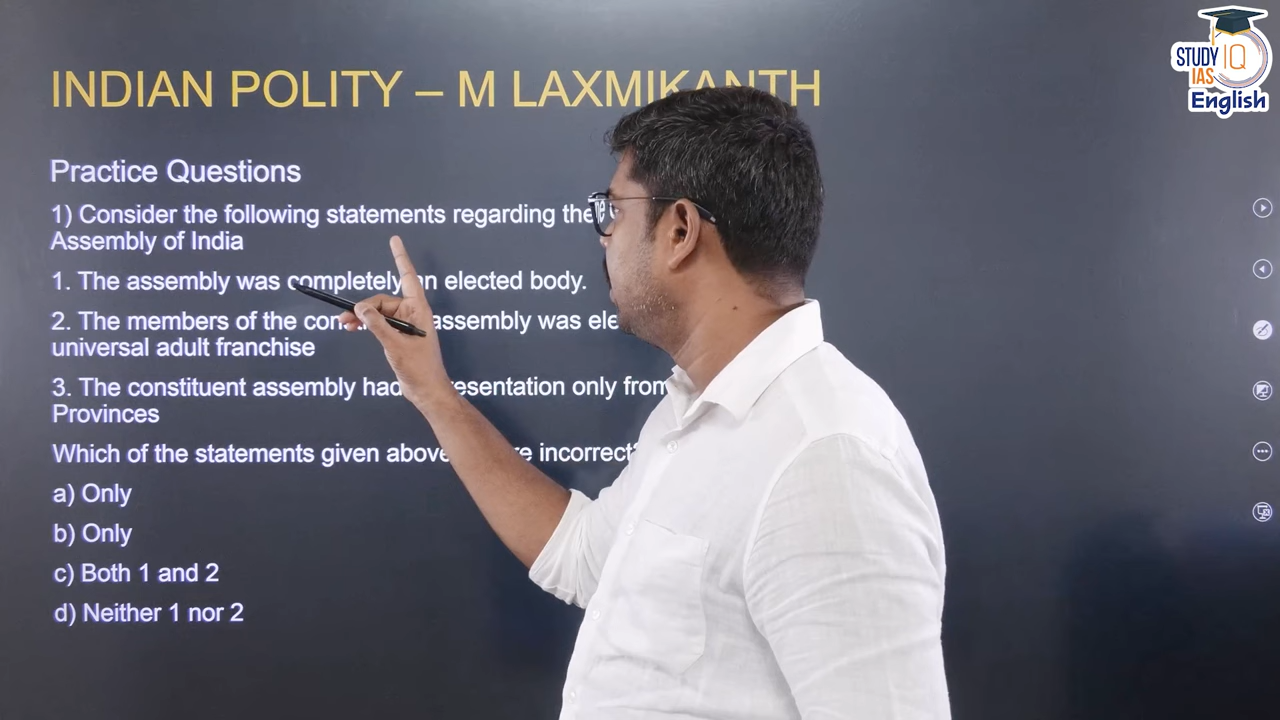 INDIAN POLITY – M LAXMIKANTH
STUDY IQ
IAS
English
Practice Questions
1) Consider the following statements regarding the
Assembly of India
1. The assembly was completely an elected body.
2. The members of the assembly was
universal adult franchise
3. The constituent assembly had only from
Provinces
Which of the statements given above incorrect?
a) Only
b) Only
c) Both 1 and 2
d) Neither 1 nor 2